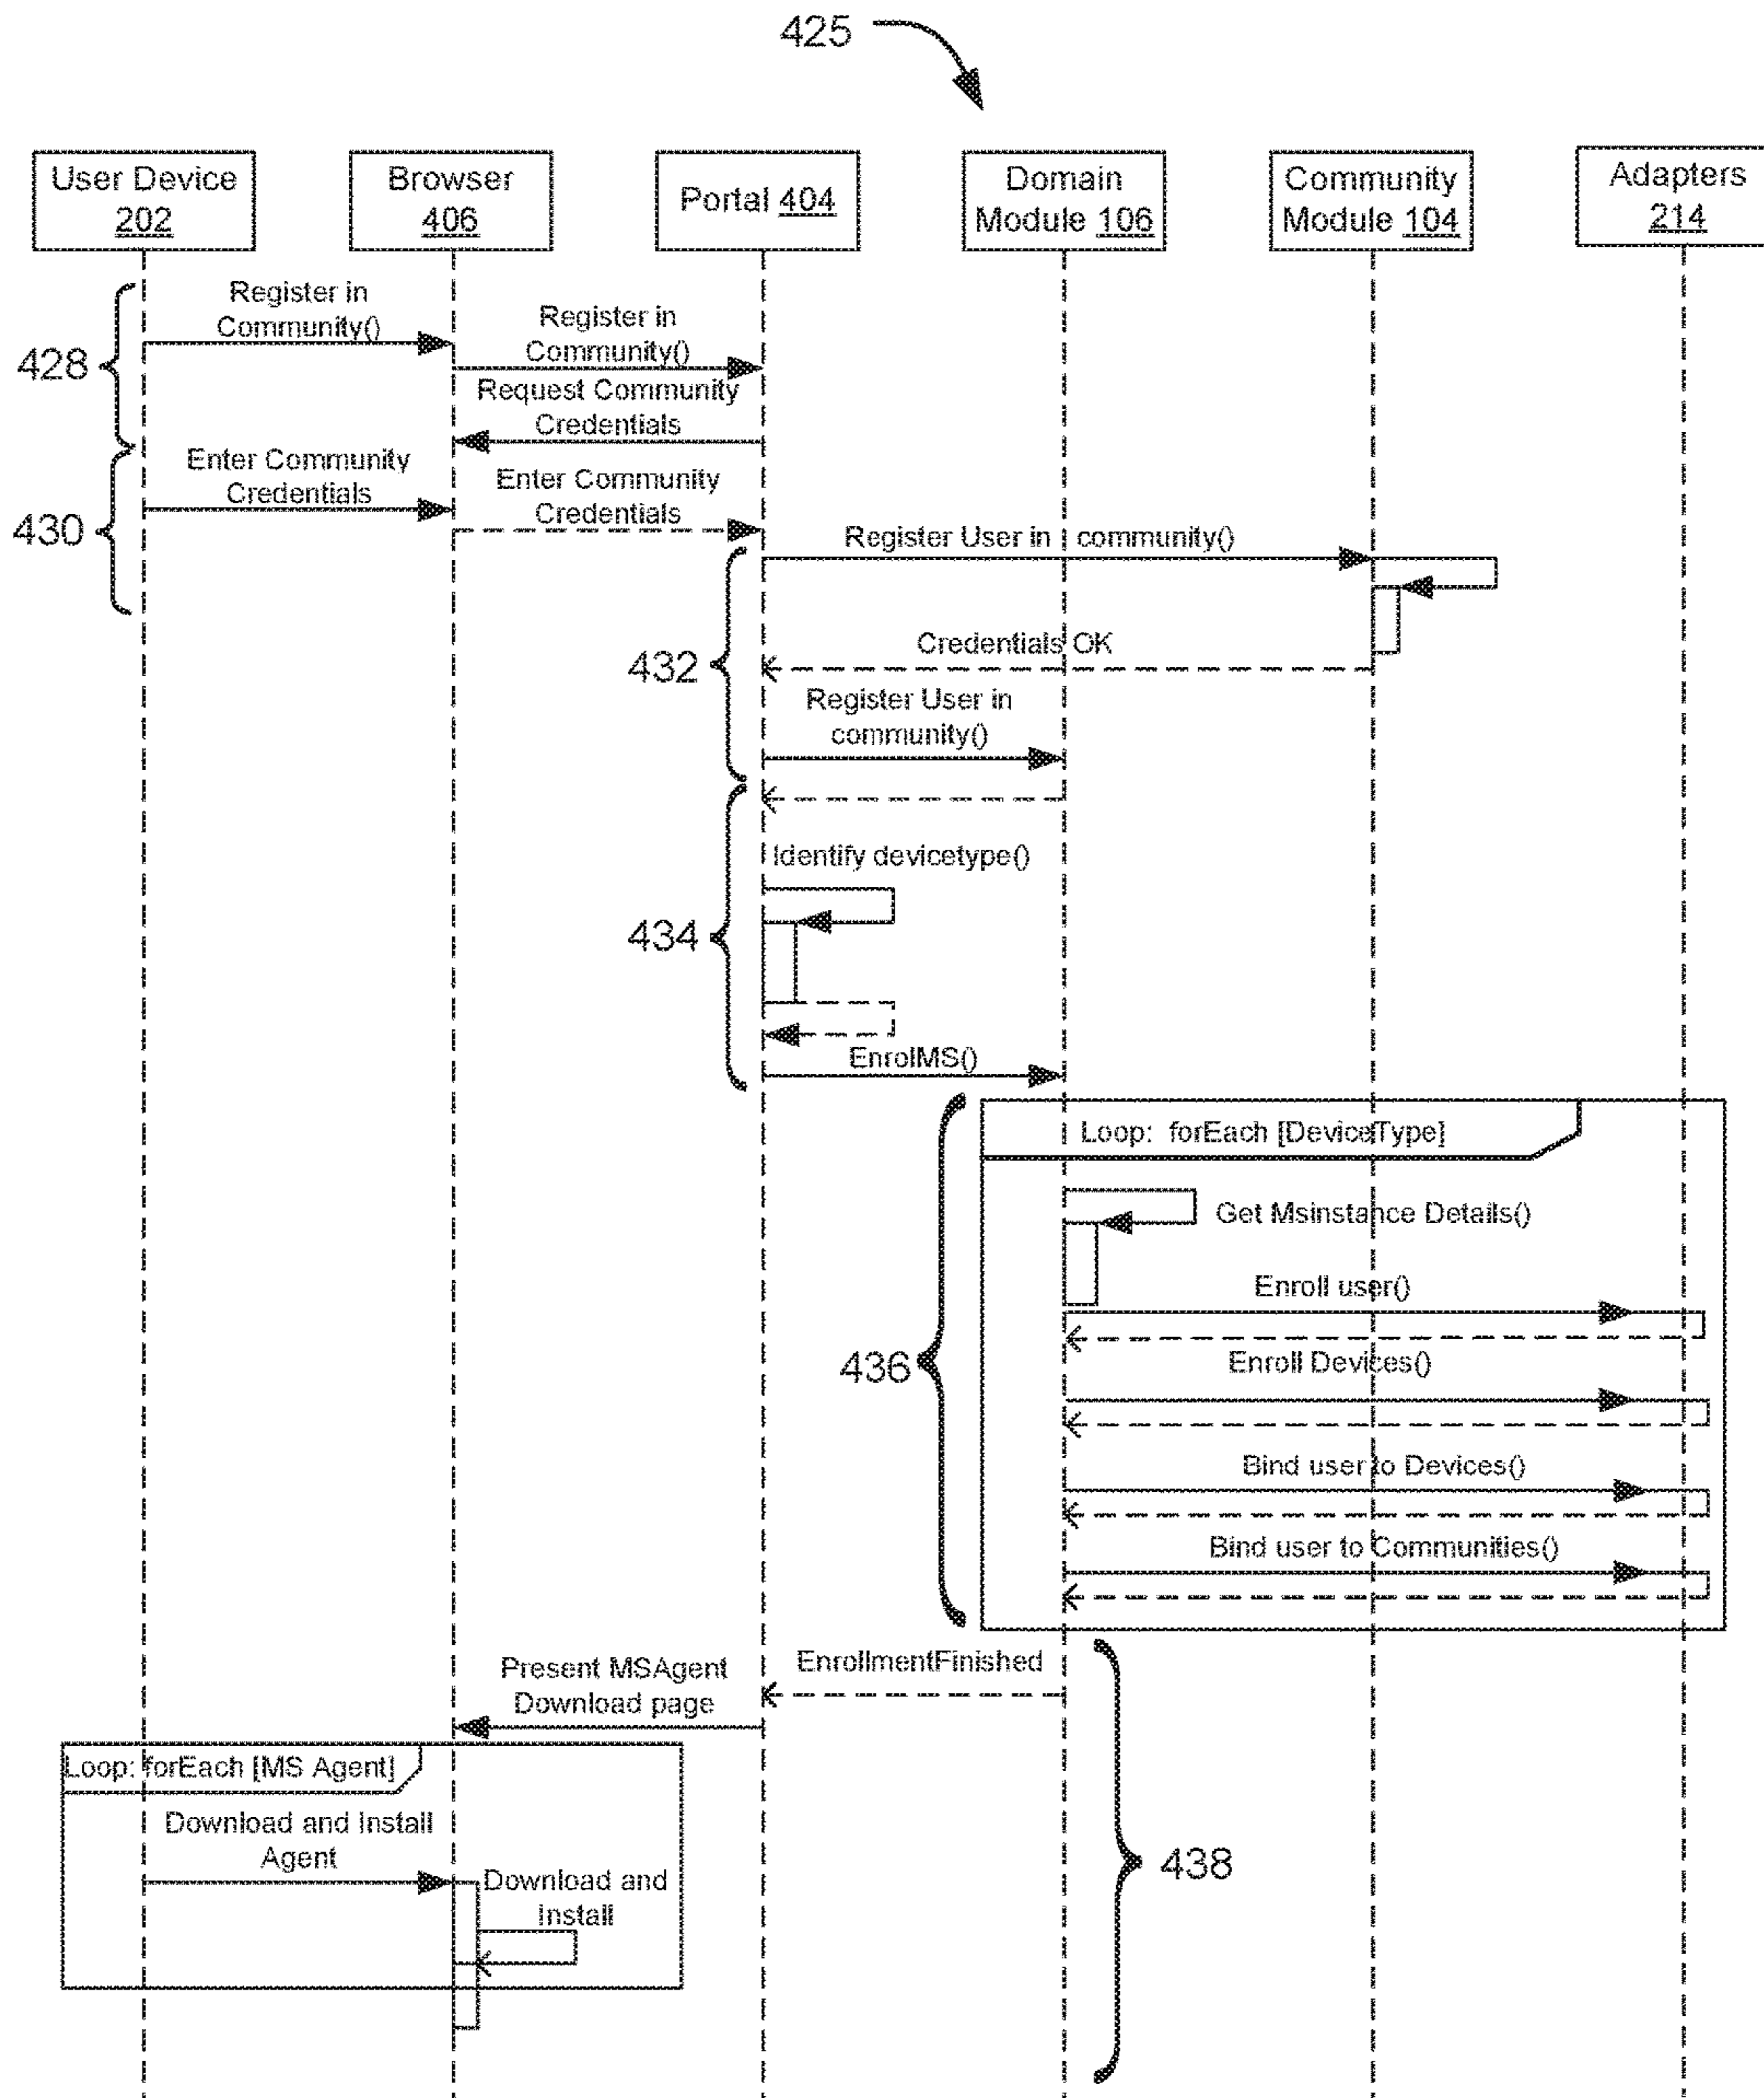 425
User Device
202
Browser
406
Portal 404
Domain
Module 106
Community
Module 104
Adapters
214
Register in
Community()
Register in
Community()
428
Request Community
Credentials
Enter Community
Credentials
Enter Community
Credentials
430
Register User in community()
Credentials OK
432
Register User in
community()
Identify devicetype()
434
EnrolMS()
Loop: forEach [DeviceType]
Get Msinstance Details()
Enroll user()
436
Enroll Devices()
Bind user to Devices()
Bind user to Communities()
EnrollmentFinished
Present MSAgent
Download page
Loop: forEach [MS Agent]
Download and Install
Agent
Download and
Install
438